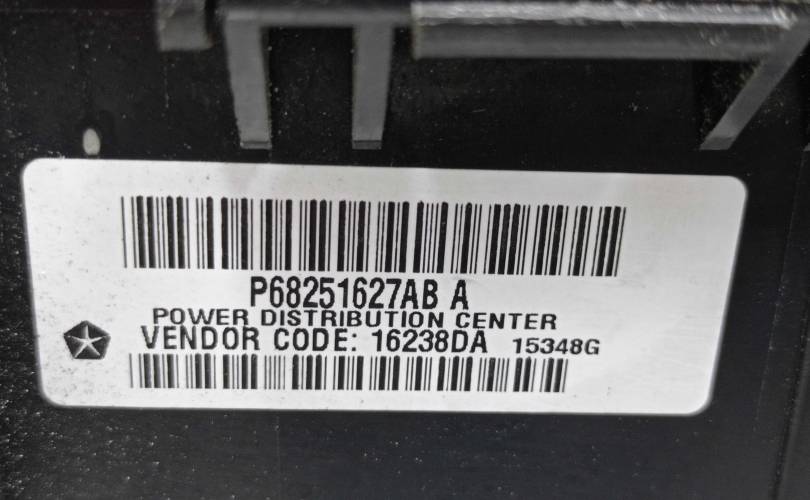 P68251627AB A
POWER DISTRIBUTION CENTER
VENDOR CODE: 16238DA 15348G